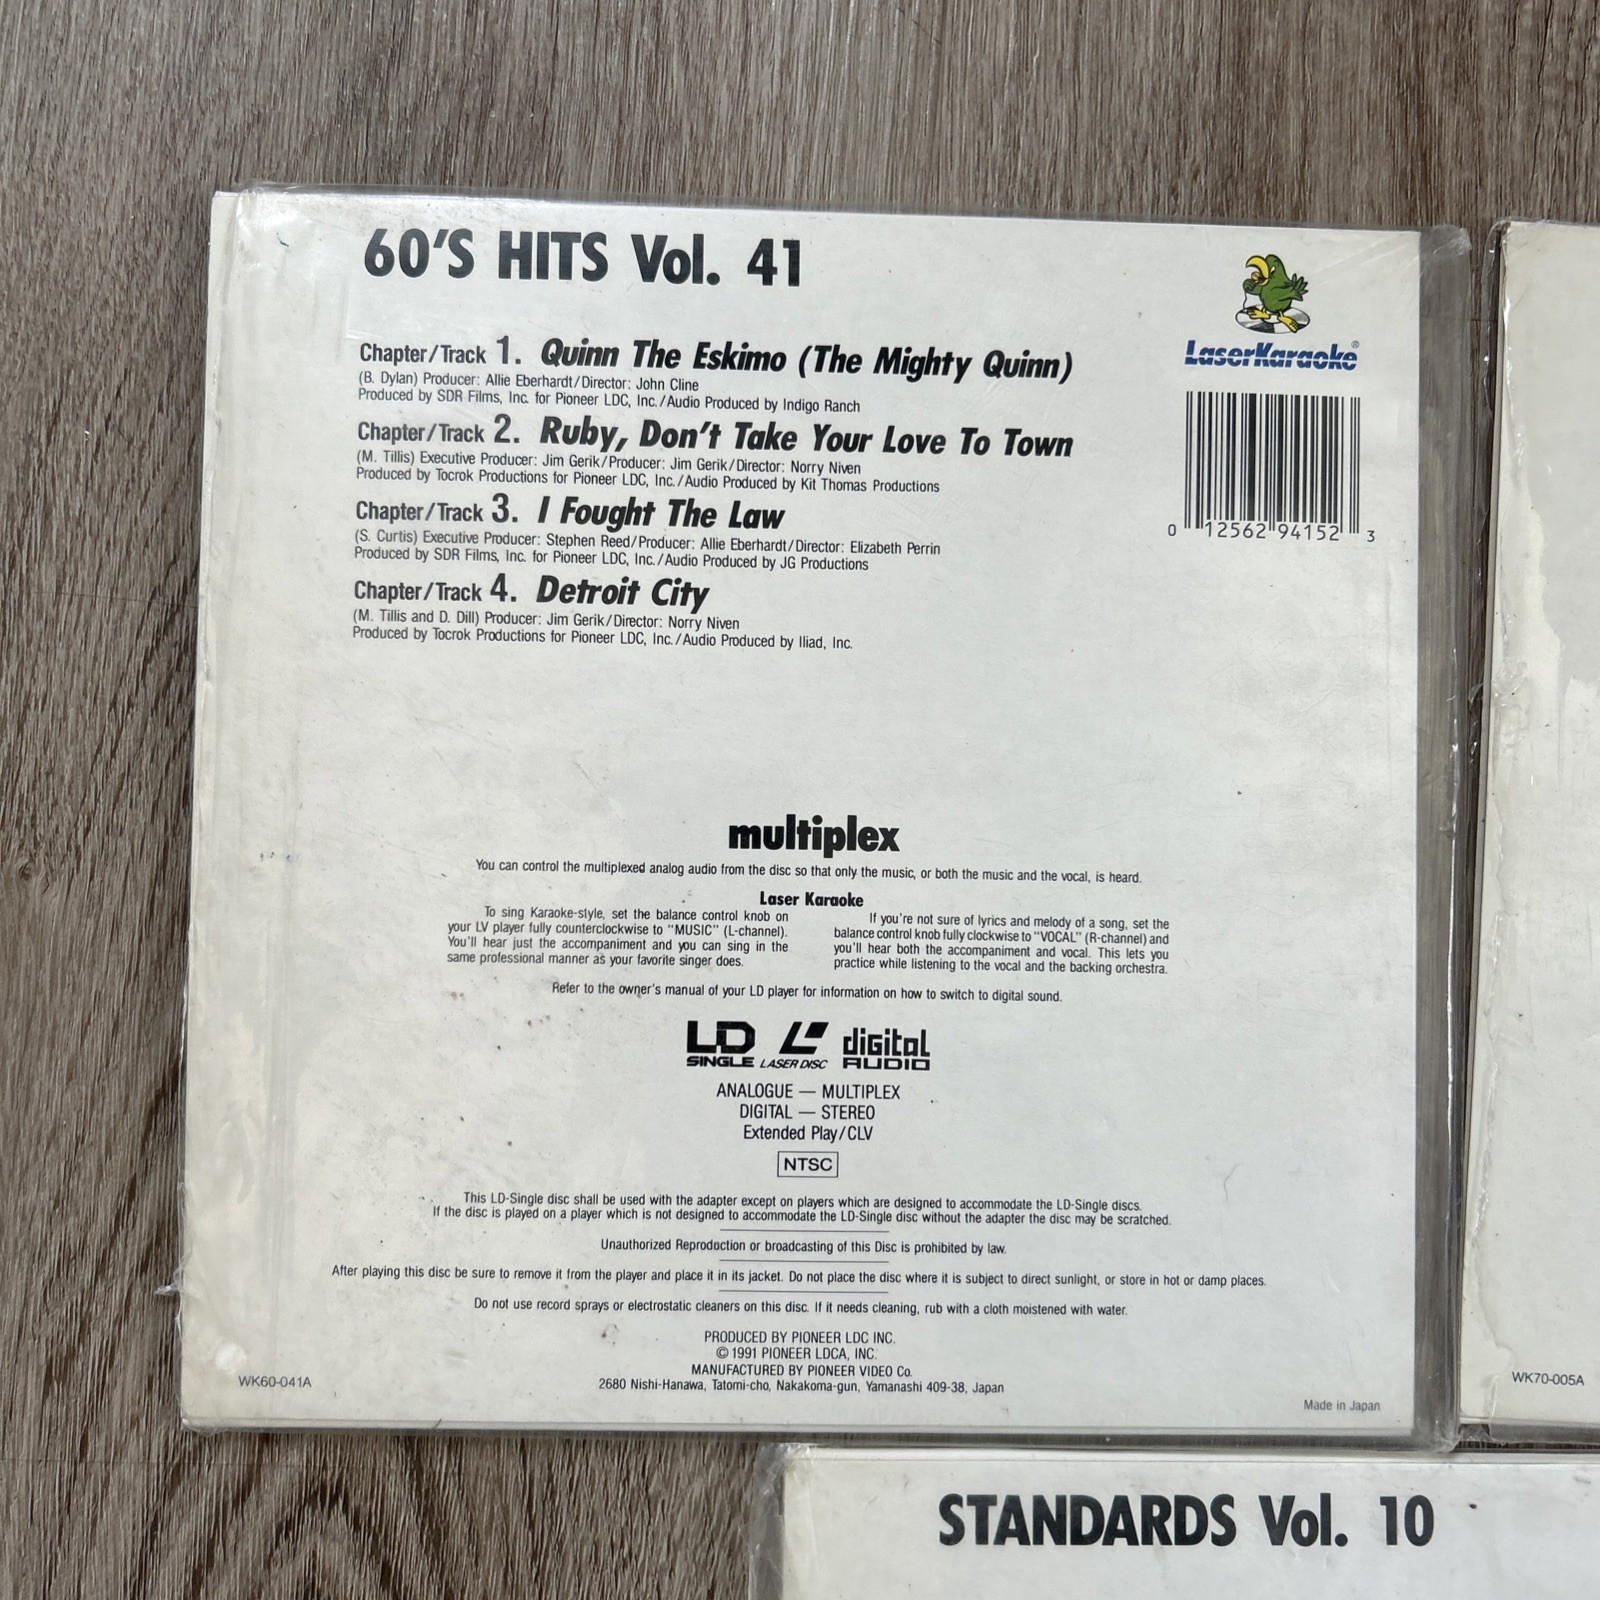 60'S HITS Vol. 41
LaserKaraoke®
Chapter/Track 1. Quinn The Eskimo (The Mighty Quinn)
(B. Dylan) Producer: Allie Eberhardt/Director: John Cline
Produced by SDR Films, Inc. for Pioneer LDC, Inc./Audio Produced by Indigo Ranch
Chapter/Track 2. Ruby, Don't Take Your Love To Town
(M. Tillis) Executive Producer: Jim Gerik/Producer: Jim Gerik/Director: Norry Niven
Produced by Tocrok Productions for Pioneer LDC, Inc./Audio Produced by Kit Thomas Productions
Chapter/Track 3. I Fought The Law
(S. Curtis) Executive Producer: Stephen Reed/Producer: Allie Eberhardt/Director: Elizabeth Perrin
Produced by SDR Films, Inc. for Pioneer LDC, Inc./Audio Produced by JG Productions
0 12562 94152 3
Chapter/Track 4. Detroit City
(M. Tillis and D. Dill) Producer: Jim Gerik/Director: Norry Niven
Produced by Tocrok Productions for Pioneer LDC, Inc./Audio Produced by Iliad, Inc.
multiplex
You can control the multiplexed analog audio from the disc so that only the music, or both the music and the vocal, is heard.
Laser Karaoke
To sing Karaoke-style, set the balance control knob on
your LV player fully counterclockwise to "MUSIC" (L-channel).
You'll hear just the accompaniment and you can sing in the
same professional manner as your favorite singer does.
If you're not sure of lyrics and melody of a song, set the
balance control knob fully clockwise to "VOCAL" (R-channel) and
you'll hear both the accompaniment and vocal. This lets you
practice while listening to the vocal and the backing orchestra.
Refer to the owner's manual of your LD player for information on how to switch to digital sound.
LD SINGLE LASER DISC digital AUDIO
ANALOGUE — MULTIPLEX
DIGITAL — STEREO
Extended Play/CLV
NTSC
This LD-Single disc shall be used with the adapter except on players which are designed to accommodate the LD-Single discs.
If the disc is played on a player which is not designed to accommodate the LD-Single disc without the adapter the disc may be scratched.
Unauthorized Reproduction or broadcasting of this Disc is prohibited by law.
After playing this disc be sure to remove it from the player and place it in its jacket. Do not place the disc where it is subject to direct sunlight, or store in hot or damp places.
Do not use record sprays or electrostatic cleaners on this disc. If it needs cleaning, rub with a cloth moistened with water.
PRODUCED BY PIONEER LDC INC.
© 1991 PIONEER LDCA, INC.
MANUFACTURED BY PIONEER VIDEO Co.
2680 Nishi-Hanawa, Tatomi-cho, Nakakoma-gun, Yamanashi 409-38, Japan
WK60-041A
Made in Japan
WK70-005A
STANDARDS Vol. 10